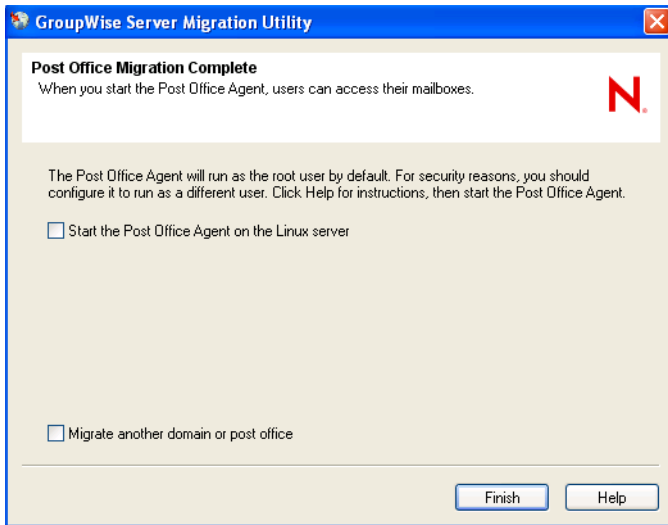 GroupWise Server Migration Utility
Post Office Migration Complete
When you start the Post Office Agent, users can access their mailboxes.
N.
The Post Office Agent will run as the root user by default. For security reasons, you should
configure it to run as a different user. Click Help for instructions, then start the Post Office Agent.
Start the Post Office Agent on the Linux server
Migrate another domain or post office
Finish
Help